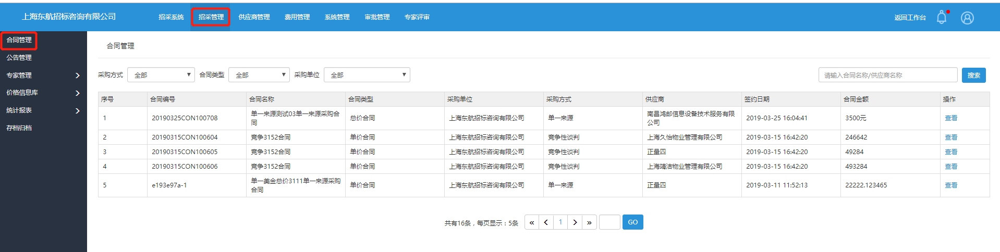 上海东航招标咨询有限公司 招采系统 招采管理 供应商管理 费用管理 系统管理 审批管理 专家评审 返回工作台
合同管理
公告管理
专家管理
价格信息库
统计报表
存档归档
合同管理
采购方式 全部 合同类型 全部 采购单位 全部 请输入合同名称/供应商名称 搜索
序号 合同编号 合同名称 合同类型 采购单位 采购方式 供应商 签约日期 合同金额 操作
1 20190325CON100708 单一来源测试03单一来源采购合同 总价合同 上海东航招标咨询有限公司 单一来源 南昌鸿邮信息设备技术服务有限公司 2019-03-25 16:04:41 3500元 查看
2 20190315CON100604 竞争3152合同 单价合同 上海东航招标咨询有限公司 竞争性谈判 上海久怡物业管理有限公司 2019-03-15 16:42:20 246642 查看
3 20190315CON100605 竞争3152合同 单价合同 上海东航招标咨询有限公司 竞争性谈判 正量四 2019-03-15 16:42:20 49284 查看
4 20190315CON100606 竞争3152合同 单价合同 上海东航招标咨询有限公司 竞争性谈判 上海靖洁物业管理有限公司 2019-03-15 16:42:20 493284 查看
5 e193e97a-1 单一美金总价3111单一来源采购合同 单价合同 上海东航招标咨询有限公司 单一来源 正量四 2019-03-11 11:52:13 22222.123465 查看
共有16条，每页显示：5条 « < 1 > » GO